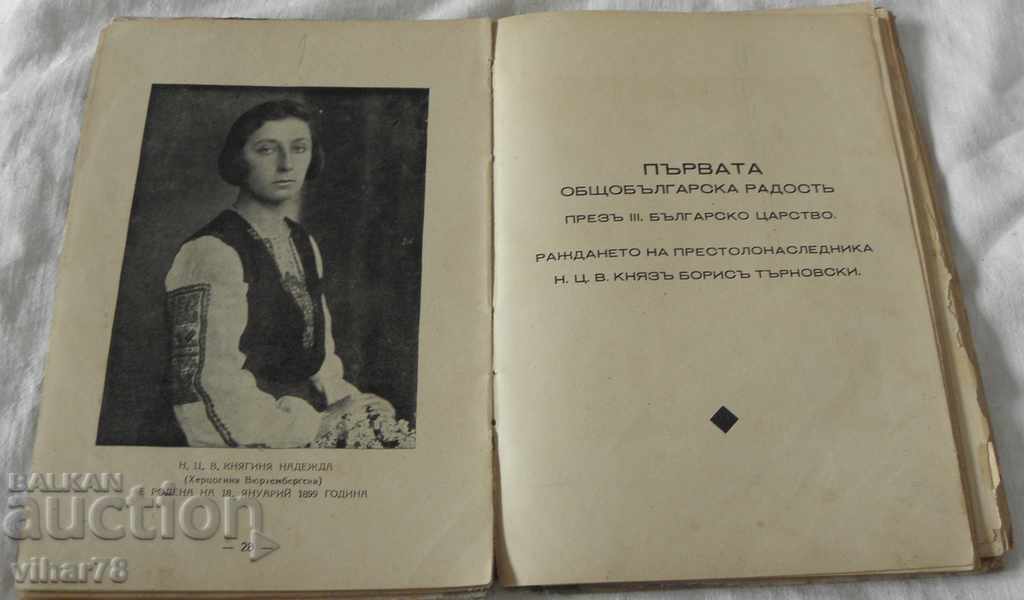 Н. Ц. В. КНЯГИНЯ НАДЕЖДА
(Херцогиня Вюртембергска)
Е РОДЕНА НА 18. ЯНУАРИЙ 1899 ГОДИНА
— 28 —
ПЪРВАТА
ОБЩОБЪЛГАРСКА РАДОСТЬ
ПРЕЗЪ III. БЪЛГАРСКО ЦАРСТВО.
РАЖДАНЕТО НА ПРЕСТОЛОНАСЛЕДНИКА
Н. Ц. В. КНЯЗЪ БОРИСЪ ТЪРНОВСКИ.
BALKAN
auction
vihar78